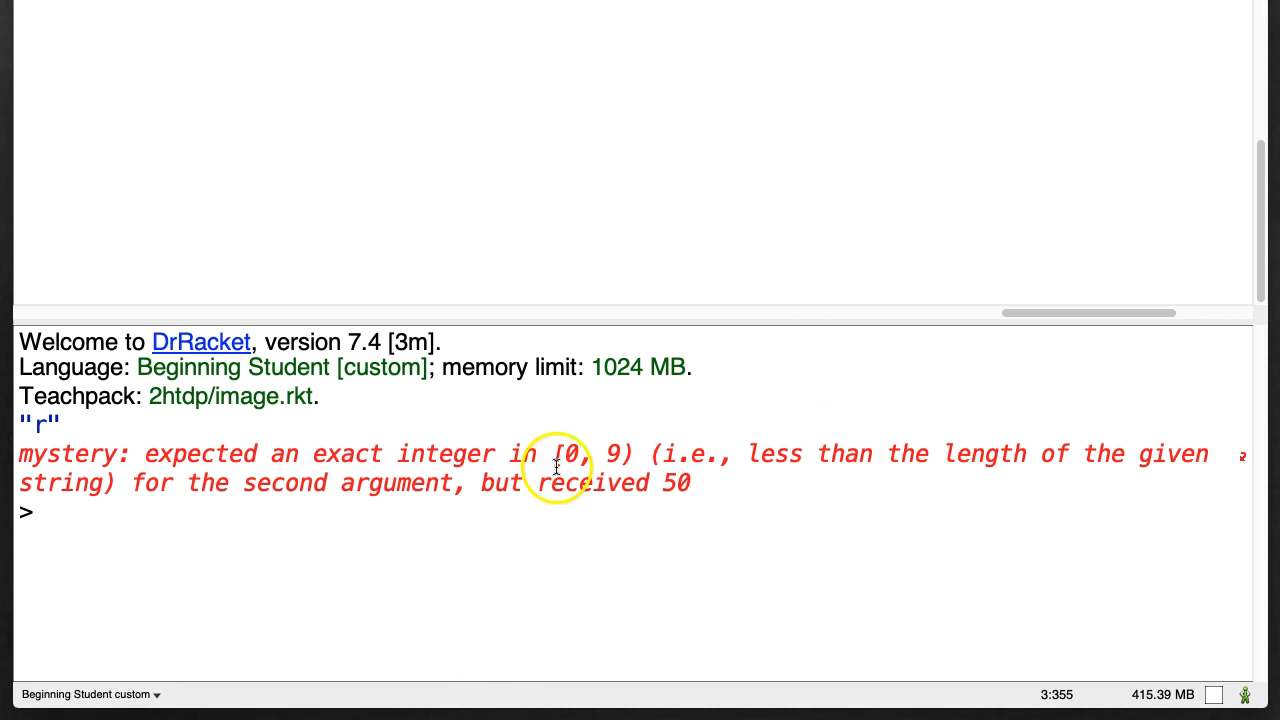 Welcome to DrRacket, version 7.4 [3m].
Language: Beginning Student [custom]; memory limit: 1024 MB.
Teachpack: 2htdp/image.rkt.
"r"
mystery: expected an exact integer in [0, 9) (i.e., less than the length of the given
string) for the second argument, but received 50
>
Beginning Student custom 3:355 415.39 MB